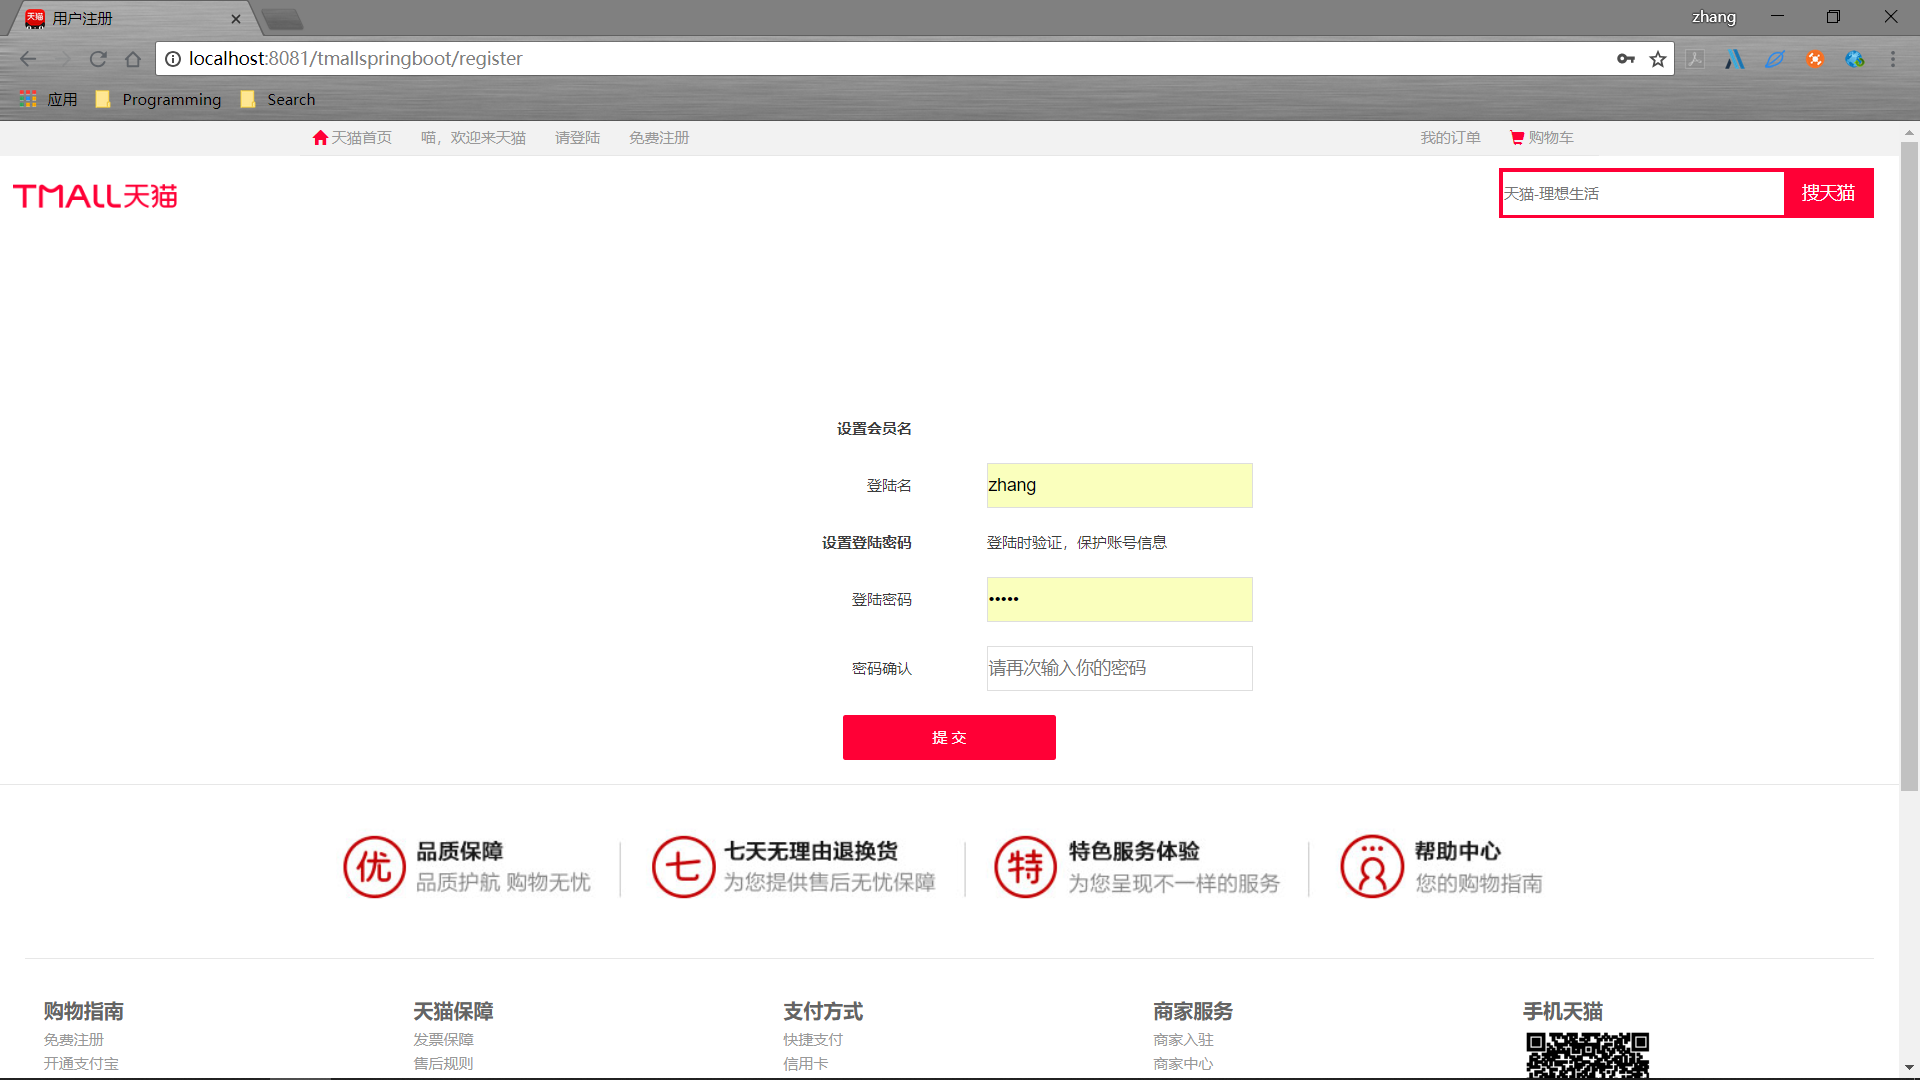 用户注册
zhang
localhost:8081/tmallspringboot/register
应用 Programming Search
天猫首页 喵，欢迎来天猫 请登陆 免费注册 我的订单 购物车
TMALL天猫 天猫-理想生活 搜天猫
设置会员名
登陆名 zhang
设置登陆密码 登陆时验证，保护账号信息
登陆密码 •••••
密码确认 请再次输入你的密码
提 交
优 品质保障 七 七天无理由退换货 特 特色服务体验 帮助中心
品质护航 购物无忧 为您提供售后无忧保障 为您呈现不一样的服务 您的购物指南
购物指南 天猫保障 支付方式 商家服务 手机天猫
免费注册 发票保障 快捷支付 商家入驻
开通支付宝 售后规则 信用卡 商家中心